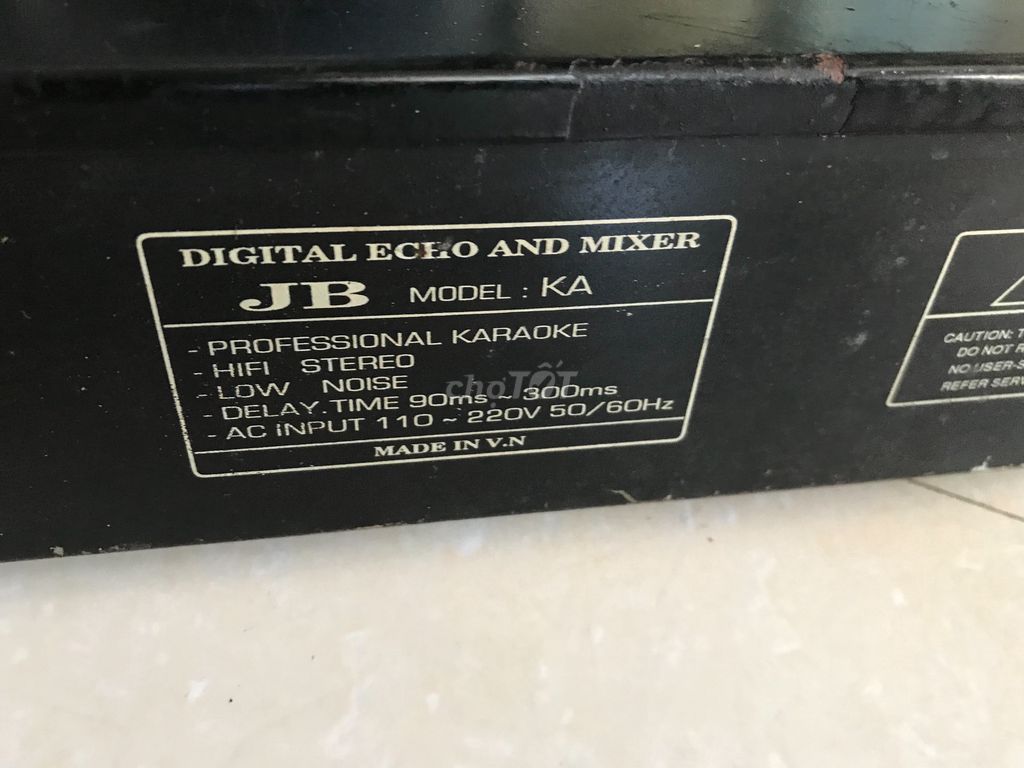 DIGITAL ECHO AND MIXER
JB MODEL : KA
- PROFESSIONAL KARAOKE
- HIFI STEREO
- LOW NOISE
- DELAY.TIME 90ms ~ 300ms
- AC INPUT 110 ~ 220V 50/60Hz
MADE IN V.N
chợTỐT
CAUTION: T
DO NOT R
NO USER-S
REFER SERV